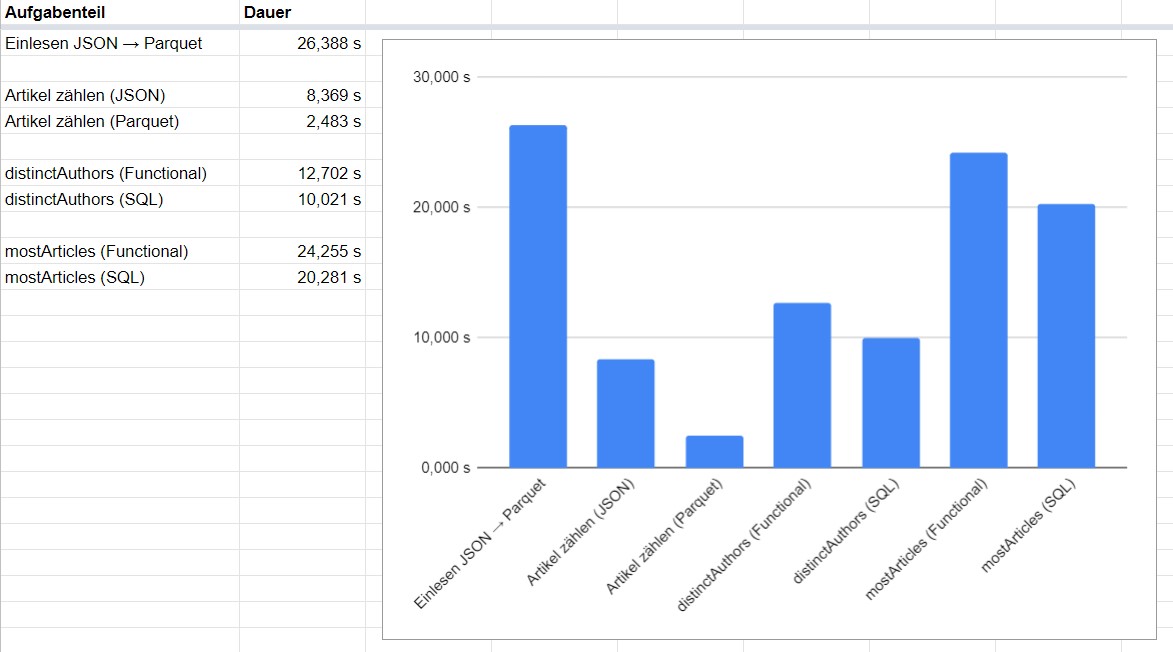 Aufgabenteil Dauer
Einlesen JSON → Parquet 26,388 s
Artikel zählen (JSON) 8,369 s
Artikel zählen (Parquet) 2,483 s
distinctAuthors (Functional) 12,702 s
distinctAuthors (SQL) 10,021 s
mostArticles (Functional) 24,255 s
mostArticles (SQL) 20,281 s
30,000 s
20,000 s
10,000 s
0,000 s
Einlesen JSON → Parquet
Artikel zählen (JSON)
Artikel zählen (Parquet)
distinctAuthors (Functional)
distinctAuthors (SQL)
mostArticles (Functional)
mostArticles (SQL)